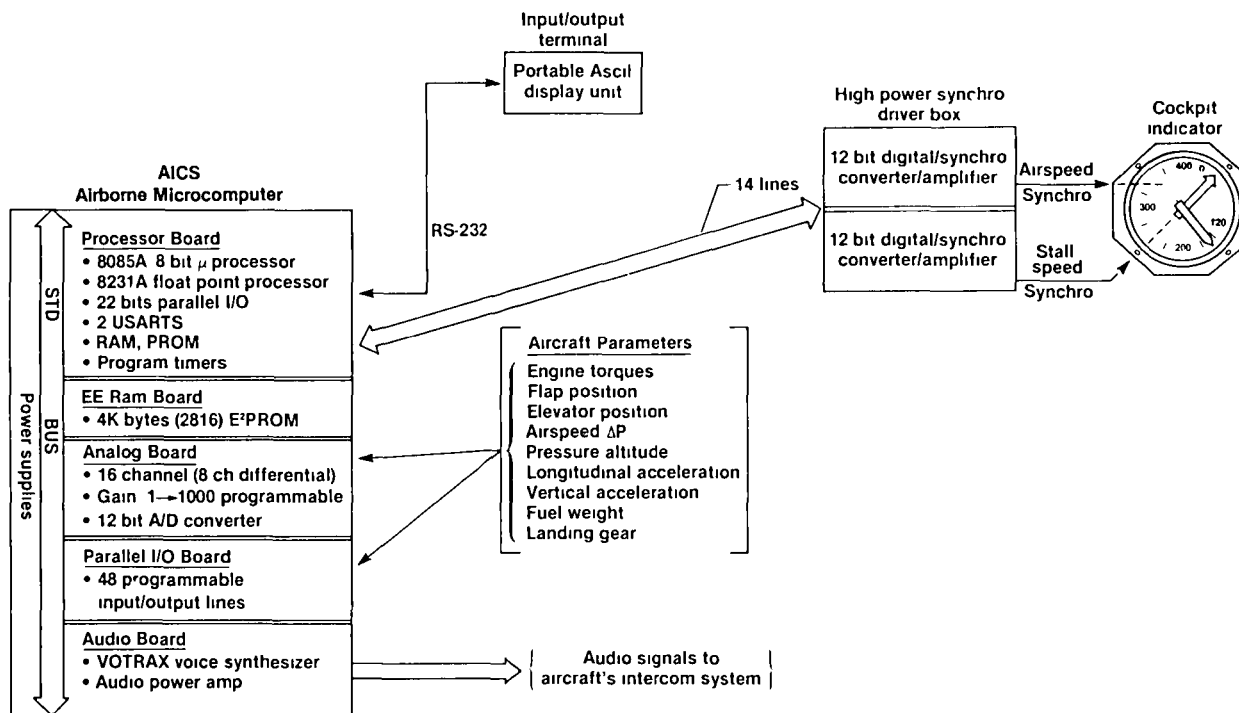 Input/output
terminal
Portable Ascii
display unit
High power synchro
driver box
12 bit digital/synchro
converter/amplifier
12 bit digital/synchro
converter/amplifier
Airspeed
Synchro
Stall
speed
Synchro
Cockpit
indicator
400
0
300
120
200
14 lines
RS-232
AICS
Airborne Microcomputer
Power supplies
STD
BUS
Processor Board
• 8085A 8 bit μ processor
• 8231A float point processor
• 22 bits parallel I/O
• 2 USARTS
• RAM, PROM
• Program timers
EE Ram Board
• 4K bytes (2816) E²PROM
Analog Board
• 16 channel (8 ch differential)
• Gain 1→1000 programmable
• 12 bit A/D converter
Parallel I/O Board
• 48 programmable
input/output lines
Audio Board
• VOTRAX voice synthesizer
• Audio power amp
Aircraft Parameters
Engine torques
Flap position
Elevator position
Airspeed ΔP
Pressure altitude
Longitudinal acceleration
Vertical acceleration
Fuel weight
Landing gear
Audio signals to
aircraft's intercom system